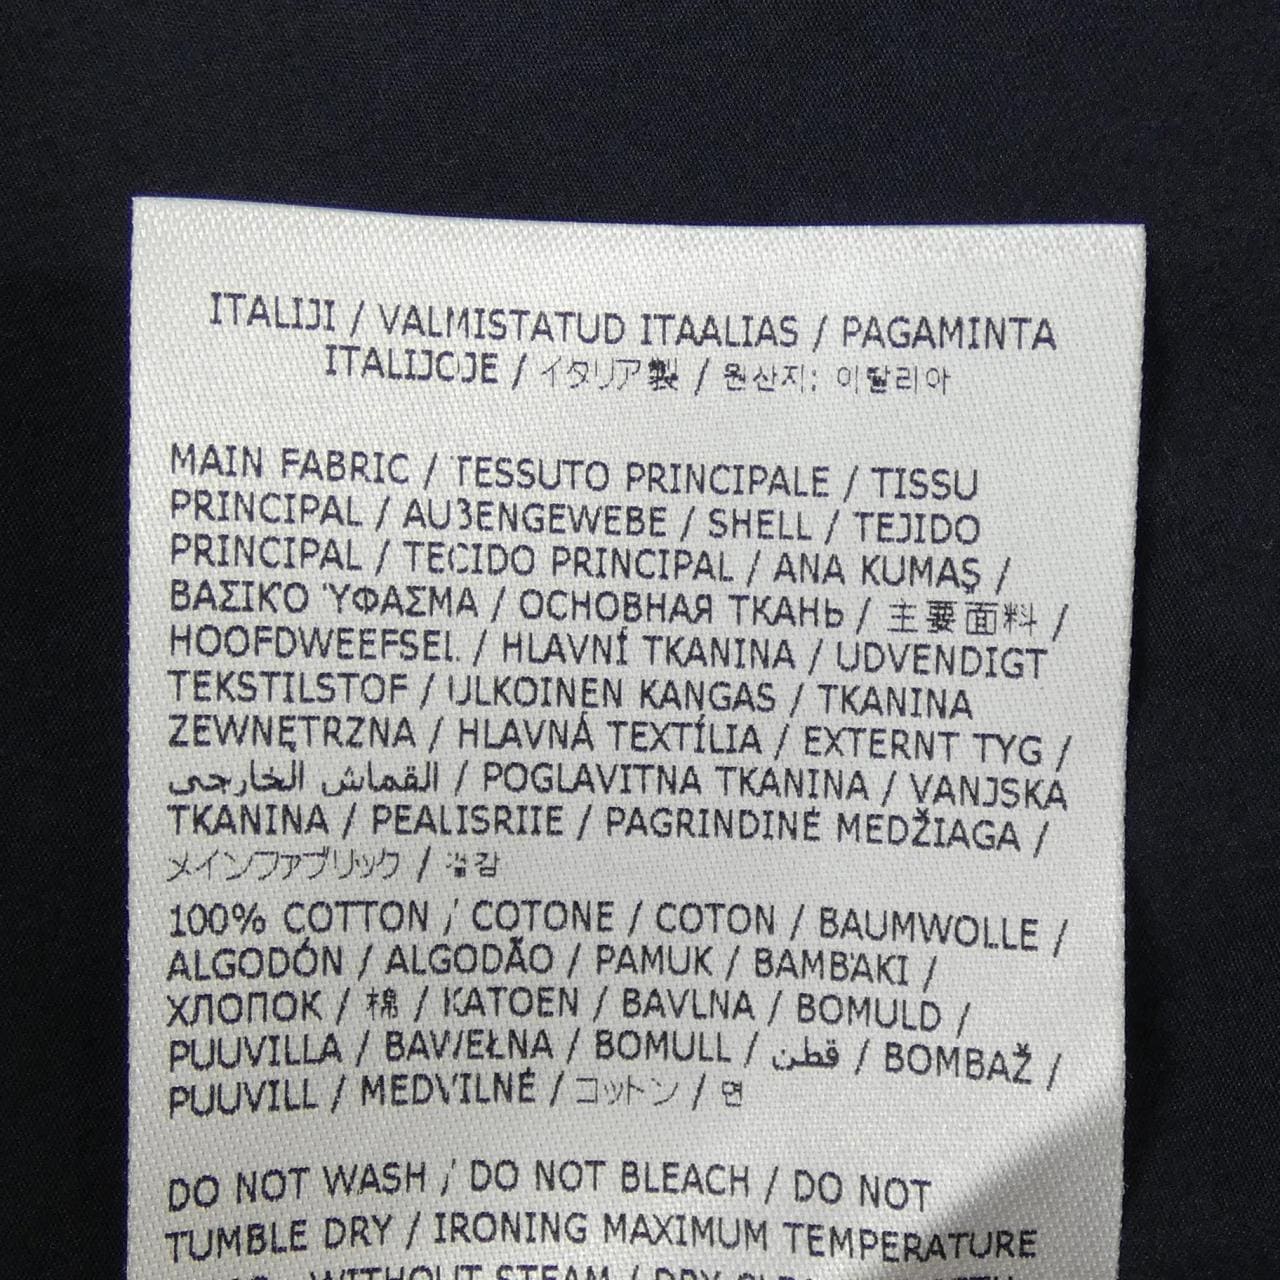 ITALIJI / VALMISTATUD ITAALIAS / PAGAMINTA
ITALIJOJE / イタリア製 / 원산지: 이탈리아
MAIN FABRIC / TESSUTO PRINCIPALE / TISSU
PRINCIPAL / AUßENGEWEBE / SHELL / TEJIDO
PRINCIPAL / TECIDO PRINCIPAL / ANA KUMAŞ /
ΒΑΣΙΚΌ ΎΦΑΣΜΑ / ОСНОВНАЯ ТКАНЬ / 主要面料 /
HOOFDWEEFSEL / HLAVNÍ TKANINA / UDVENDIGT
TEKSTILSTOF / ULKOINEN KANGAS / TKANINA
ZEWNĘTRZNA / HLAVNÁ TEXTÍLIA / EXTERNT TYG /
القماش الخارجى / POGLAVITNA TKANINA / VANJSKA
TKANINA / PEALISRIIE / PAGRINDINĖ MEDŽIAGA /
メインファブリック / 겉감
100% COTTON / COTONE / COTON / BAUMWOLLE /
ALGODÓN / ALGODÃO / PAMUK / ΒΑΜΒΆΚΙ /
ХЛОПОК / 棉 / KATOEN / BAVLNA / BOMULD /
PUUVILLA / BAWEŁNA / BOMULL / قطن / BOMBAŽ /
PUUVILL / MEDVILNĖ / コットン / 면
DO NOT WASH / DO NOT BLEACH / DO NOT
TUMBLE DRY / IRONING MAXIMUM TEMPERATURE
WITHOUT STEAM / DRY